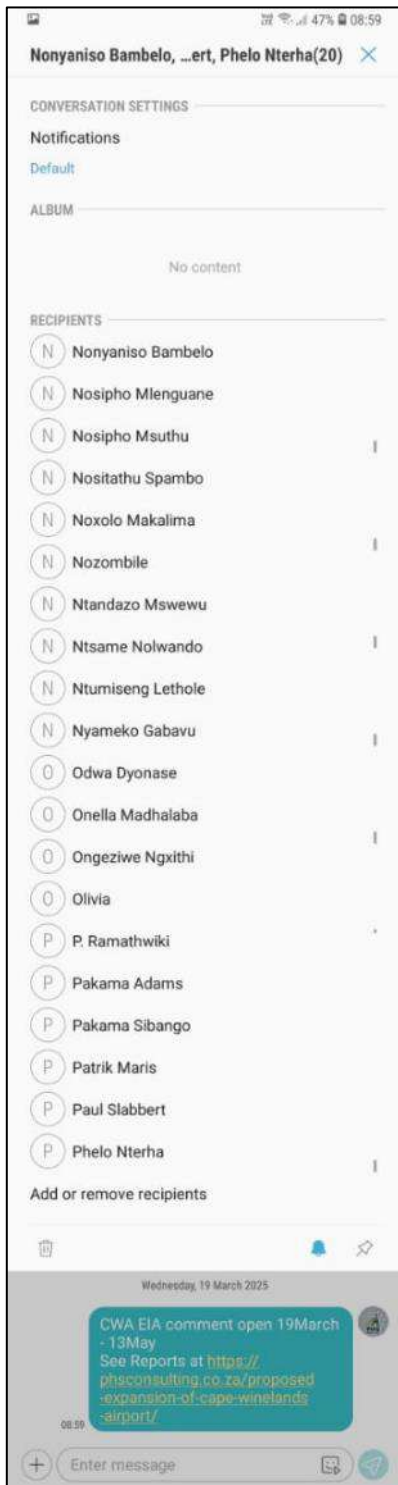 47% 08:59
Nonyaniso Bambelo, ...ert, Phelo Nterha(20)
CONVERSATION SETTINGS
Notifications
Default
ALBUM
No content
RECIPIENTS
N Nonyaniso Bambelo
N Nosipho Mlenguane
N Nosipho Msuthu
N Nositathu Spambo
N Noxolo Makalima
N Nozombile
N Ntandazo Mswewu
N Ntsame Nolwando
N Ntumiseng Lethole
N Nyameko Gabavu
O Odwa Dyonase
O Onella Madhalaba
O Ongeziwe Ngxithi
O Olivia
P P. Ramathwiki
P Pakama Adams
P Pakama Sibango
P Patrik Maris
P Paul Slabbert
P Phelo Nterha
Add or remove recipients
Wednesday, 19 March 2025
CWA EIA comment open 19March
- 13May
See Reports at https://
phsconsulting.co.za/proposed
-expansion-of-cape-winelands
-airport/
08:59
Enter message